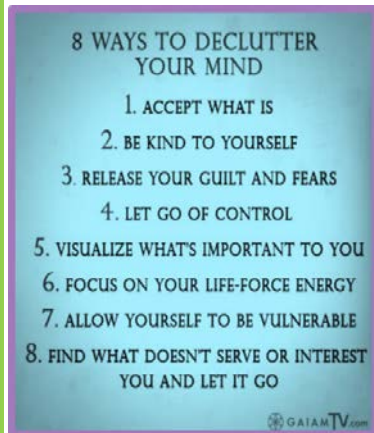 8 WAYS TO DECLUTTER
YOUR MIND
1. ACCEPT WHAT IS
2. BE KIND TO YOURSELF
3. RELEASE YOUR GUILT AND FEARS
4. LET GO OF CONTROL
5. VISUALIZE WHAT'S IMPORTANT TO YOU
6. FOCUS ON YOUR LIFE-FORCE ENERGY
7. ALLOW YOURSELF TO BE VULNERABLE
8. FIND WHAT DOESN'T SERVE OR INTEREST
YOU AND LET IT GO
GAIAMTV.com